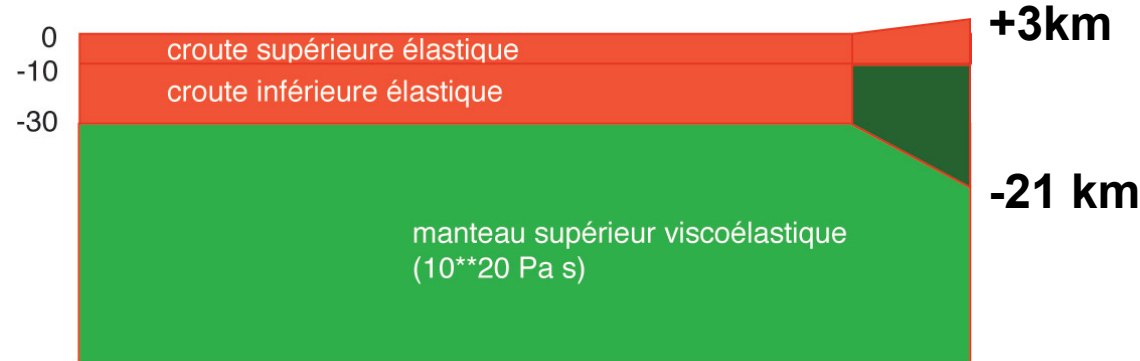 +3km
0
croute supérieure élastique
-10
croute inférieure élastique
-30
-21 km
manteau supérieur viscoélastique
(10**20 Pa s)